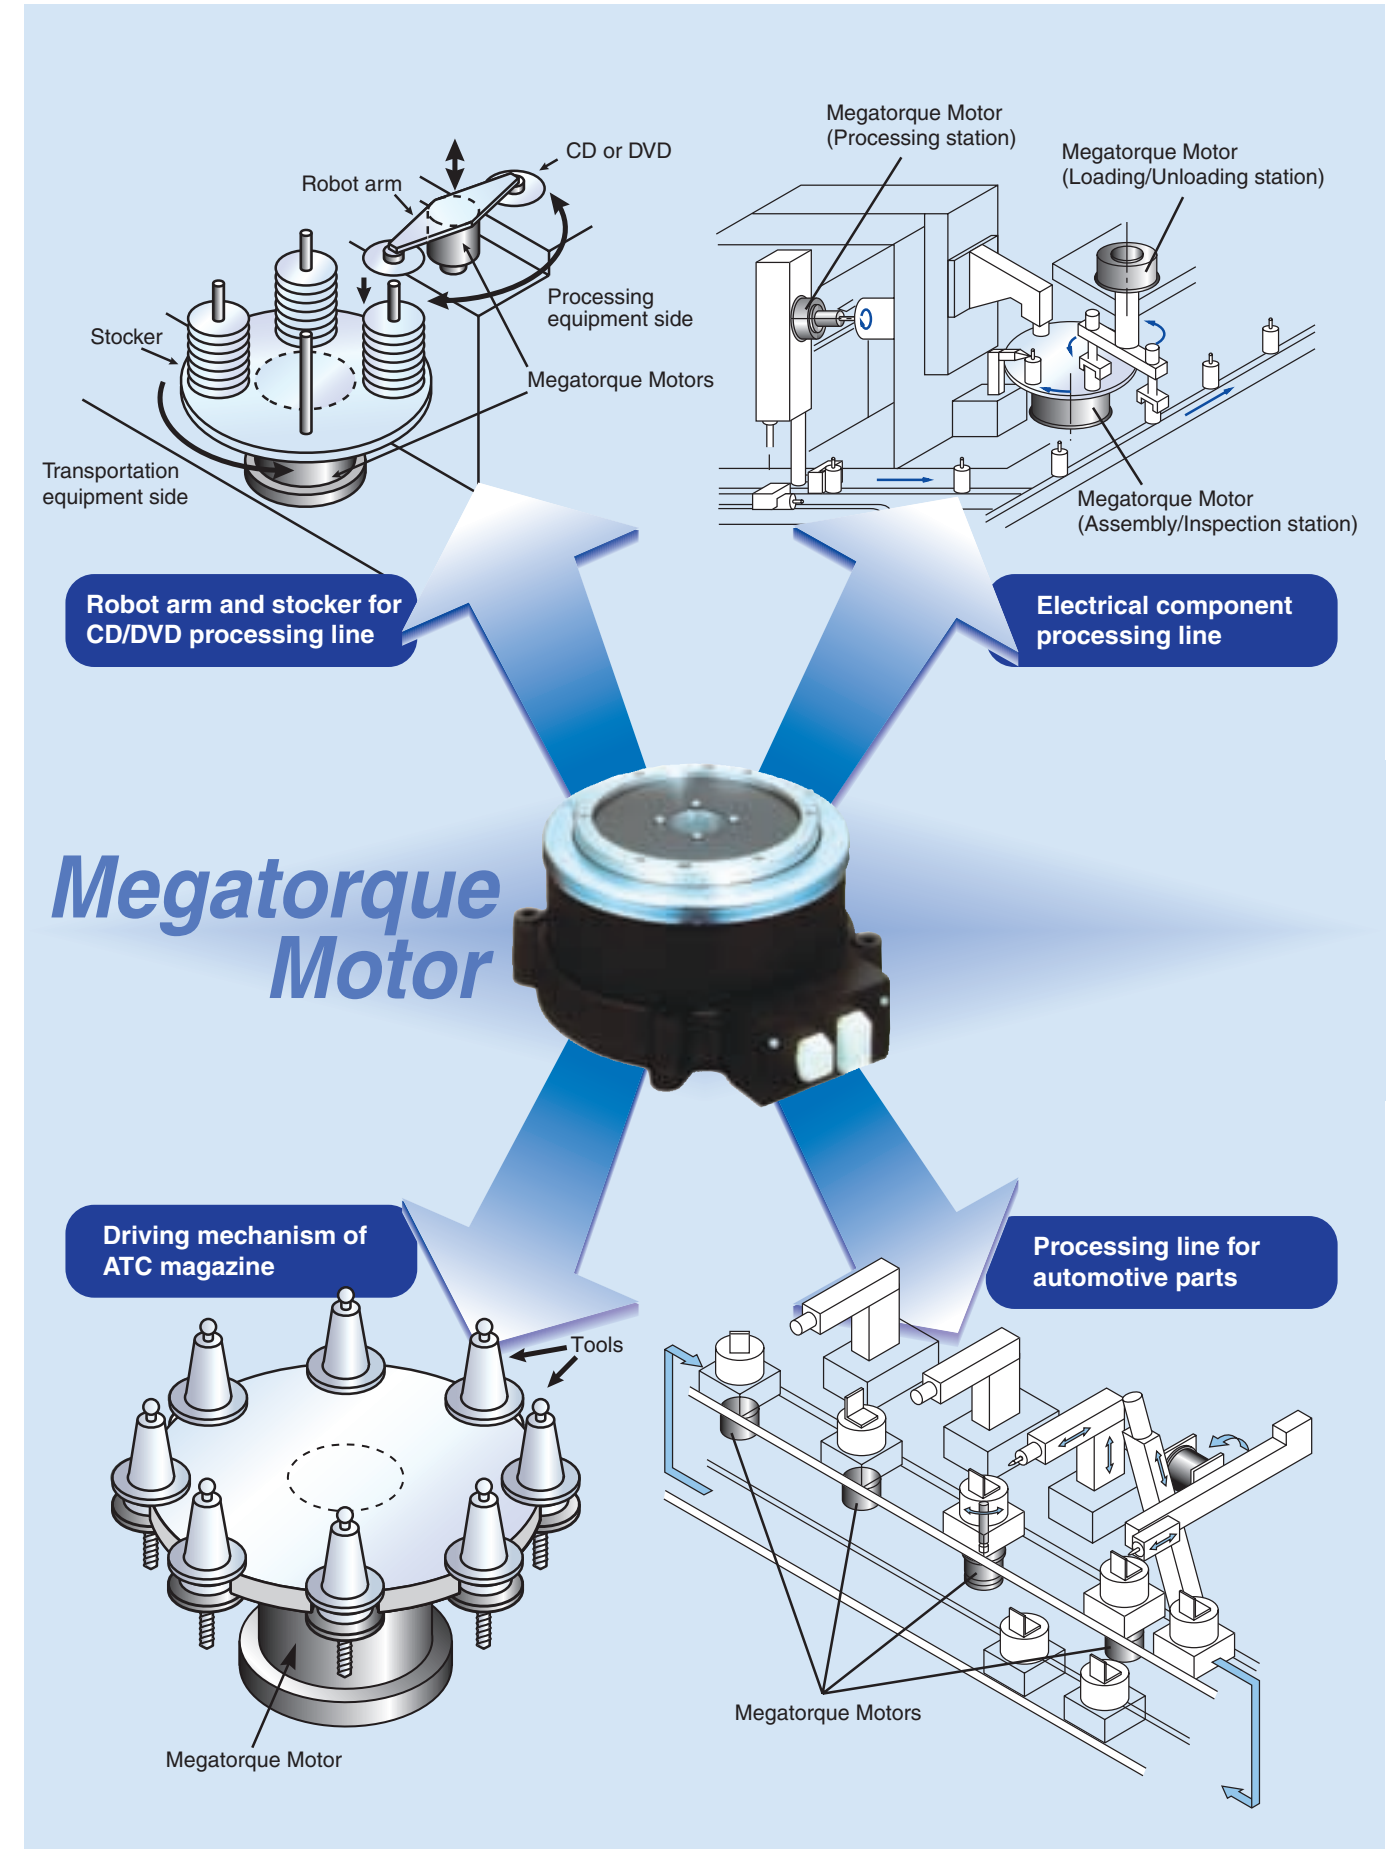 CD or DVD
Robot arm
Processing
equipment side
Stocker
Megatorque Motors
Transportation
equipment side
Robot arm and stocker for
CD/DVD processing line
Megatorque Motor
(Processing station)
Megatorque Motor
(Loading/Unloading station)
Megatorque Motor
(Assembly/Inspection station)
Electrical component
processing line
Megatorque
Motor
Driving mechanism of
ATC magazine
Tools
Megatorque Motor
Processing line for
automotive parts
Megatorque Motors